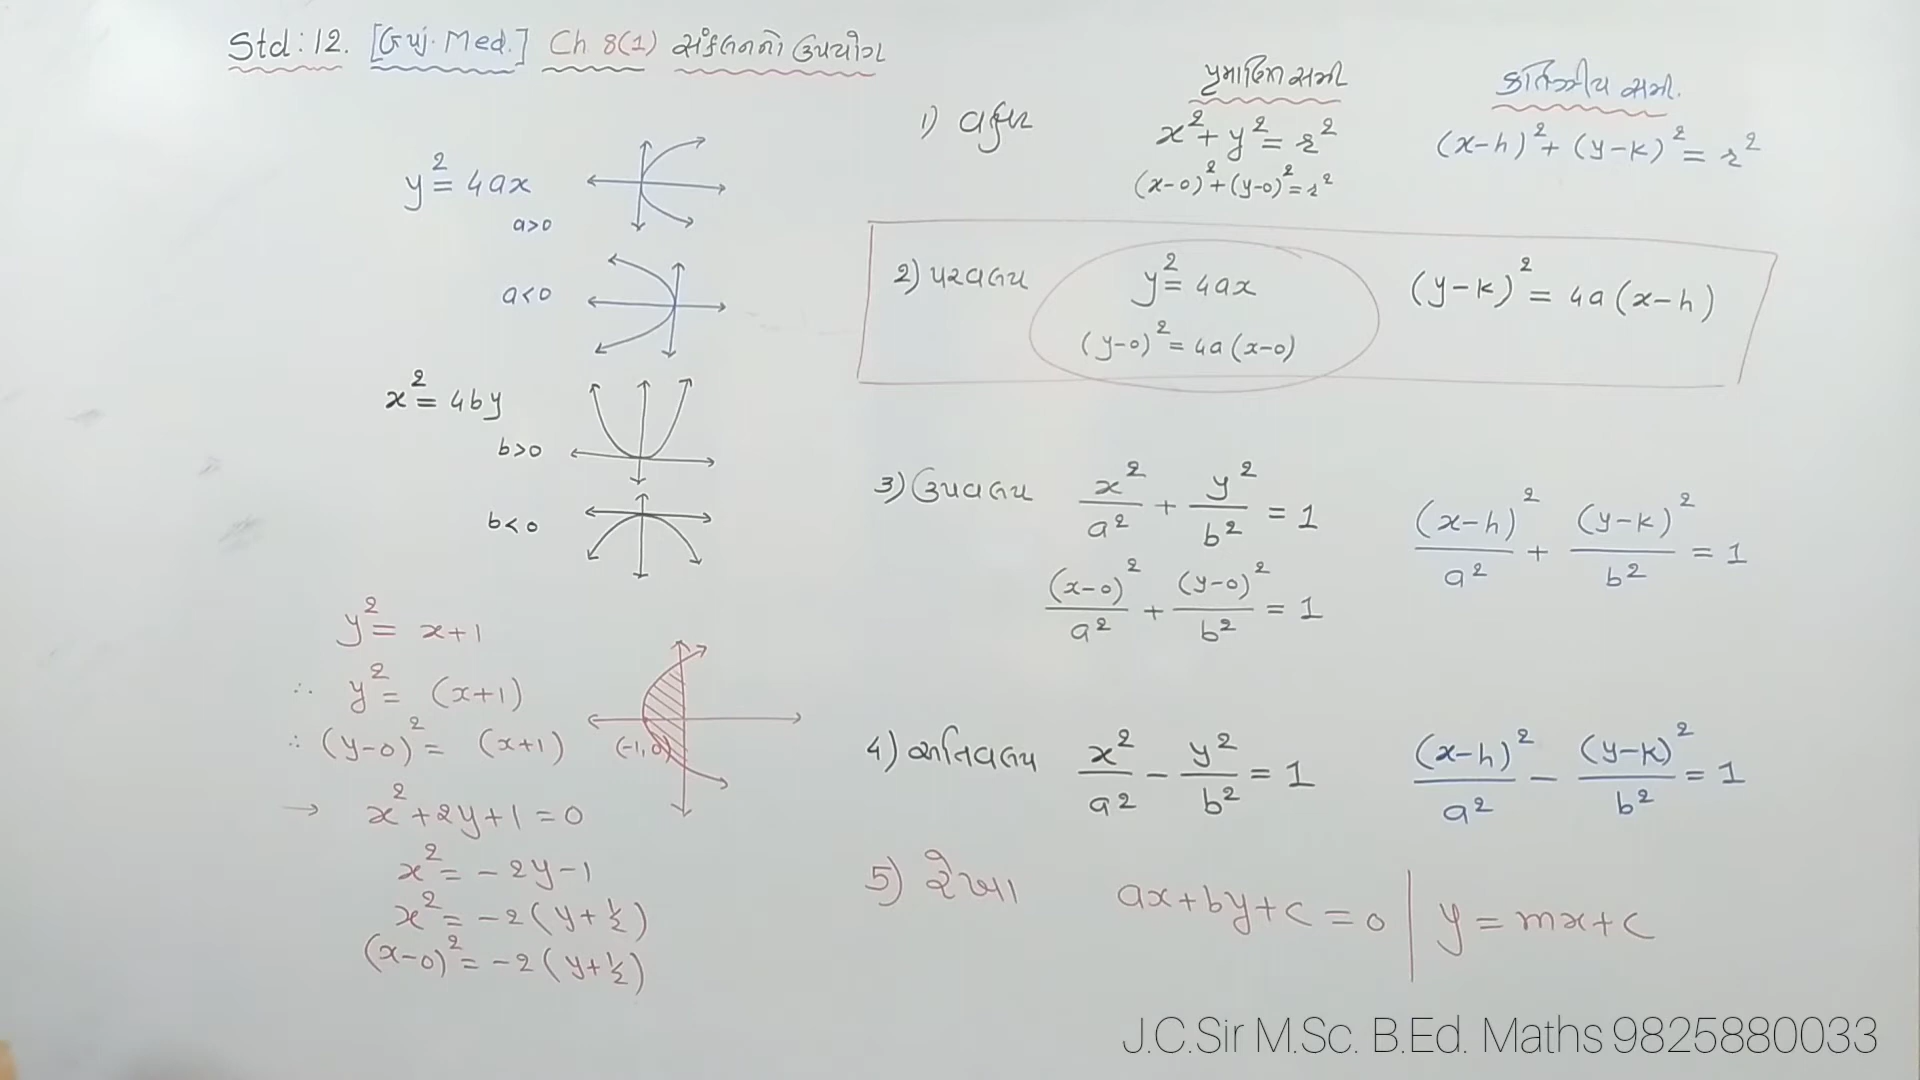 Std: 12. [Guj. Med.] Ch 8(1) સંકલનનો ઉપયોગ
y² = 4ax
a>0
a<0
x² = 4by
b>0
b<0
y² = x+1
∴ y² = (x+1)
∴ (y-0)² = (x+1)
(-1,0)
→ x²+2y+1=0
x² = -2y-1
x² = -2(y+½)
(x-0)² = -2(y+½)
પ્રમાણિત સમી
કાર્તેઝીય સમી.
1) વર્તુળ x²+y²=r² (x-h)²+(y-k)²=r²
(x-0)²+(y-0)²=r²
2) પરવલય y²=4ax (y-k)²=4a(x-h)
(y-0)²=4a(x-0)
3) ઉપવલય x²/a² + y²/b² = 1 (x-h)²/a² + (y-k)²/b² = 1
(x-0)²/a² + (y-0)²/b² = 1
4) અતિવલય x²/a² - y²/b² = 1 (x-h)²/a² - (y-k)²/b² = 1
5) રેખા ax+by+c=0 | y=mx+c
J.C.Sir M.Sc. B.Ed. Maths 9825880033